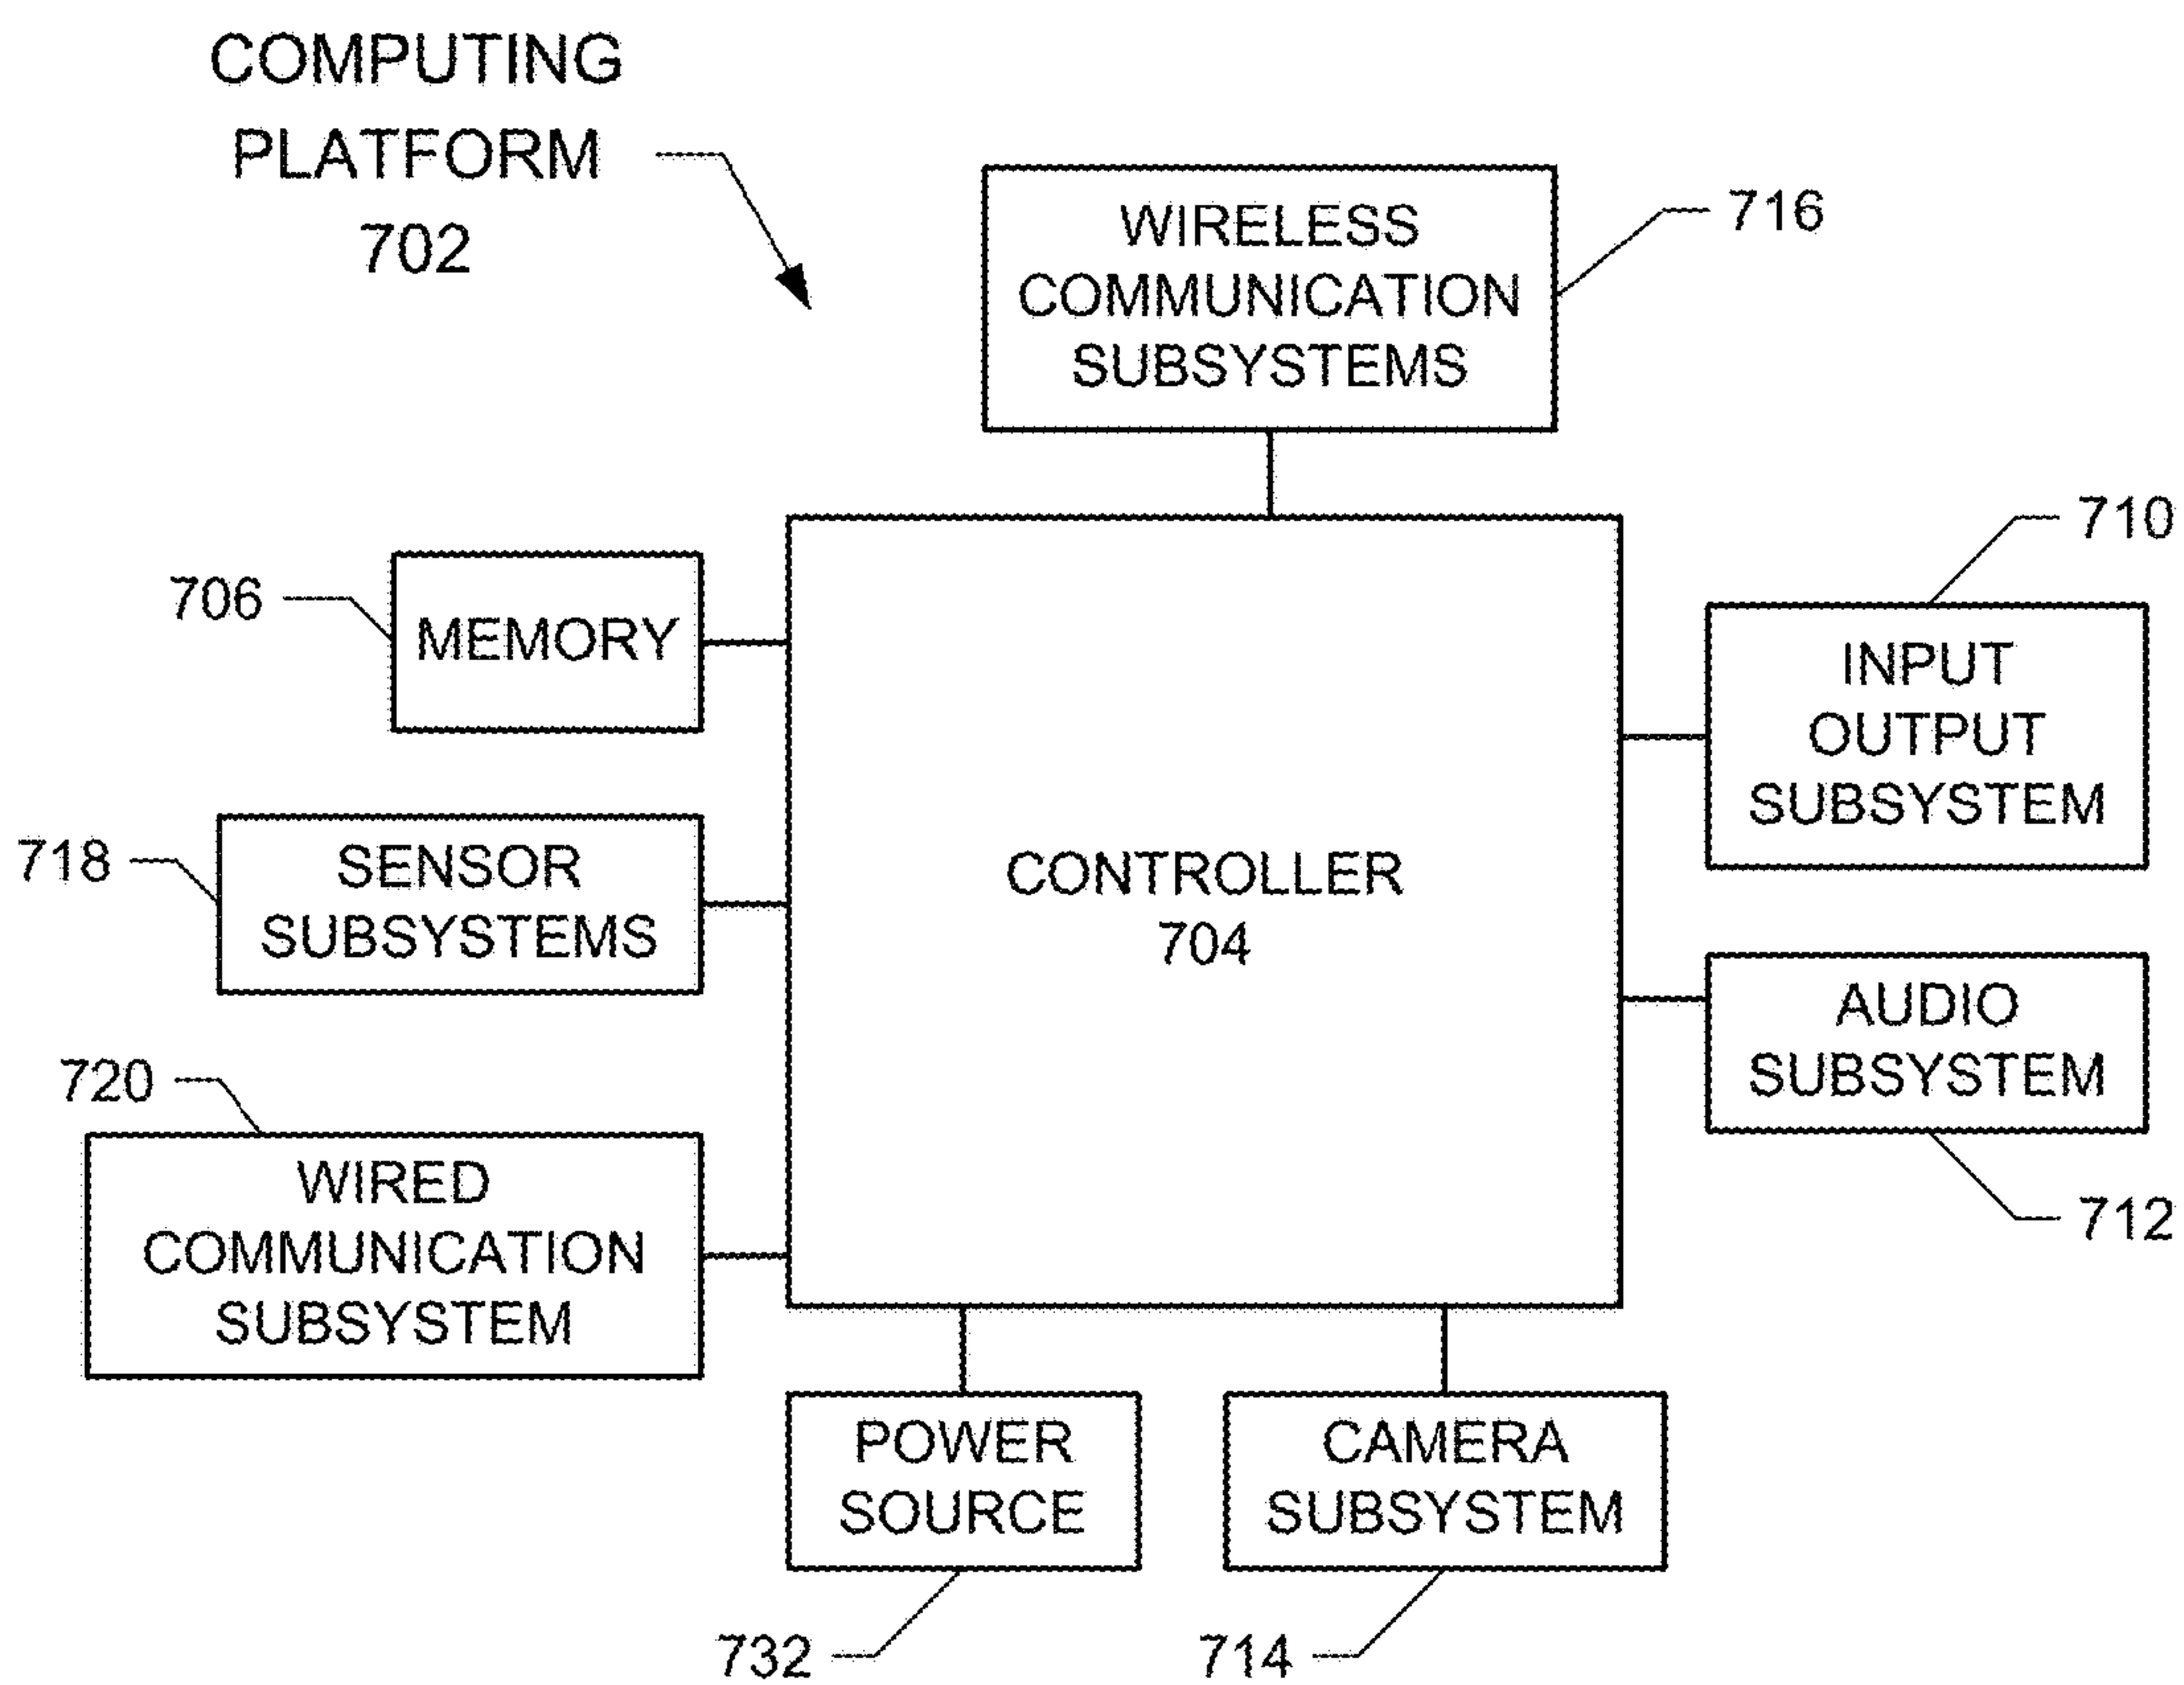 COMPUTING
PLATFORM
702
WIRELESS
COMMUNICATION
SUBSYSTEMS
716
706
MEMORY
710
INPUT
OUTPUT
SUBSYSTEM
718
SENSOR
SUBSYSTEMS
CONTROLLER
704
AUDIO
SUBSYSTEM
712
720
WIRED
COMMUNICATION
SUBSYSTEM
POWER
SOURCE
732
CAMERA
SUBSYSTEM
714